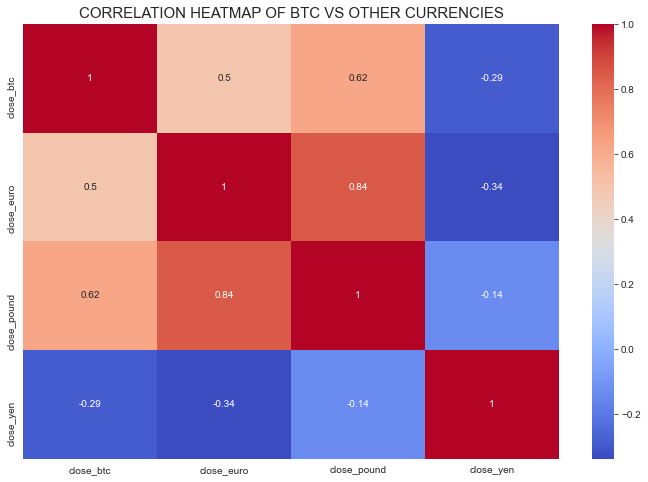 CORRELATION HEATMAP OF BTC VS OTHER CURRENCIES
close_btc 1 0.5 0.62 -0.29
close_euro 0.5 1 0.84 -0.34
close_pound 0.62 0.84 1 -0.14
close_yen -0.29 -0.34 -0.14 1
close_btc close_euro close_pound close_yen
1.0
0.8
0.6
0.4
0.2
0.0
-0.2